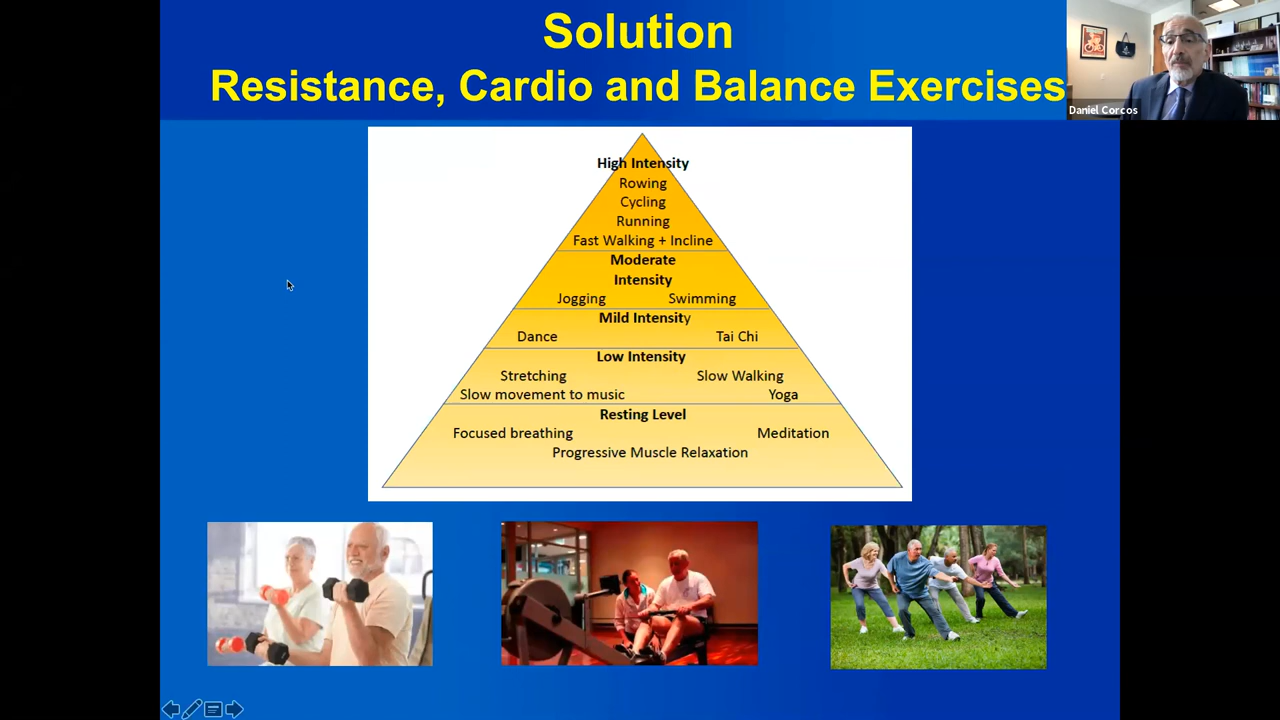 Solution
Resistance, Cardio and Balance Exercises
Daniel Corcos
High Intensity
Rowing
Cycling
Running
Fast Walking + Incline
Moderate
Intensity
Jogging Swimming
Mild Intensity
Dance Tai Chi
Low Intensity
Stretching Slow Walking
Slow movement to music Yoga
Resting Level
Focused breathing Meditation
Progressive Muscle Relaxation